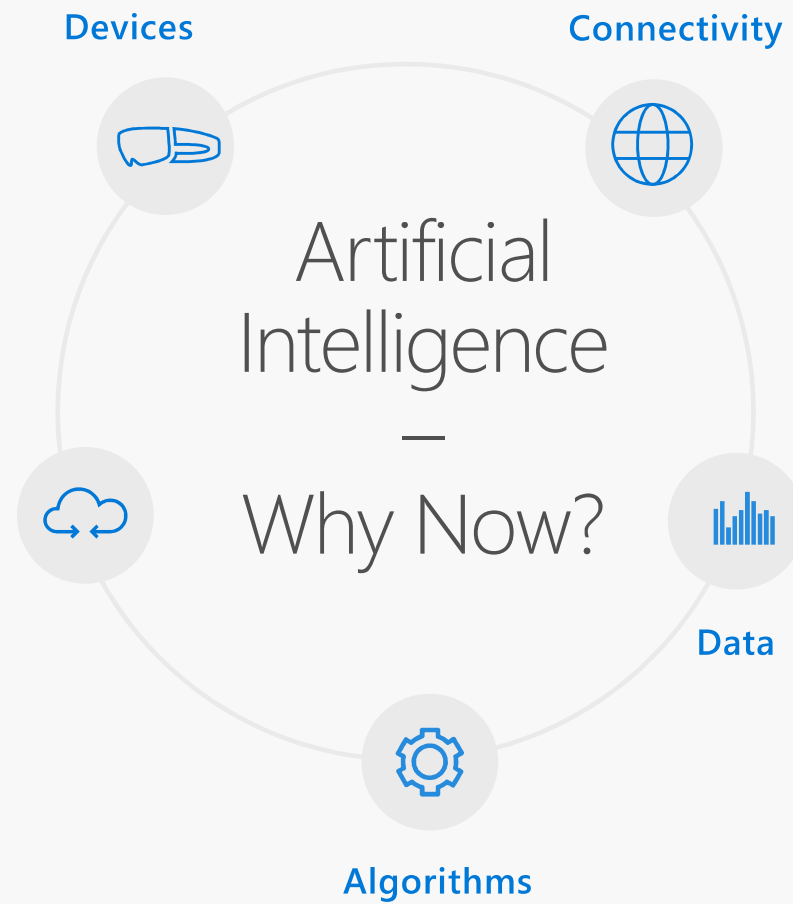 Devices
Connectivity
Artificial
Intelligence
–
Why Now?
Data
Algorithms